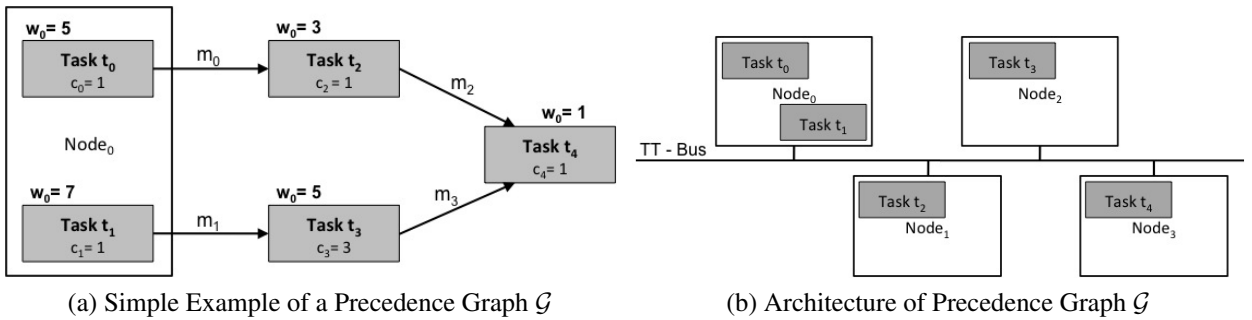 w₀= 5
Task t₀
c₀= 1
m₀
w₀= 3
Task t₂
c₂= 1
m₂
w₀= 1
Task t₄
c₄= 1
Node₀
w₀= 7
Task t₁
c₁= 1
m₁
w₀= 5
Task t₃
c₃= 3
m₃
(a) Simple Example of a Precedence Graph 𝒢
Task t₀
Node₀
Task t₁
Task t₃
Node₂
TT - Bus
Task t₂
Node₁
Task t₄
Node₃
(b) Architecture of Precedence Graph 𝒢